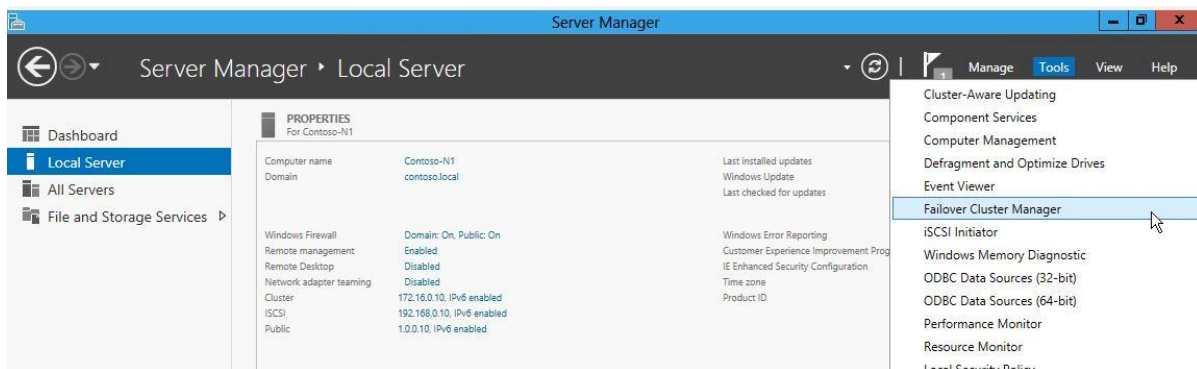 Server Manager
Server Manager • Local Server
1
Manage
Tools
View
Help
Dashboard
Local Server
All Servers
File and Storage Services
PROPERTIES
For Contoso-N1
Computer name Contoso-N1
Domain contoso.local
Windows Firewall Domain: On, Public: On
Remote management Enabled
Remote Desktop Disabled
Network adapter teaming Disabled
Cluster 172.16.0.10, IPv6 enabled
ISCSI 192.168.0.10, IPv6 enabled
Public 1.0.0.10, IPv6 enabled
Last installed updates
Windows Update
Last checked for updates
Windows Error Reporting
Customer Experience Improvement Prog
IE Enhanced Security Configuration
Time zone
Product ID
Cluster-Aware Updating
Component Services
Computer Management
Defragment and Optimize Drives
Event Viewer
Failover Cluster Manager
iSCSI Initiator
Windows Memory Diagnostic
ODBC Data Sources (32-bit)
ODBC Data Sources (64-bit)
Performance Monitor
Resource Monitor
Local Security Policy